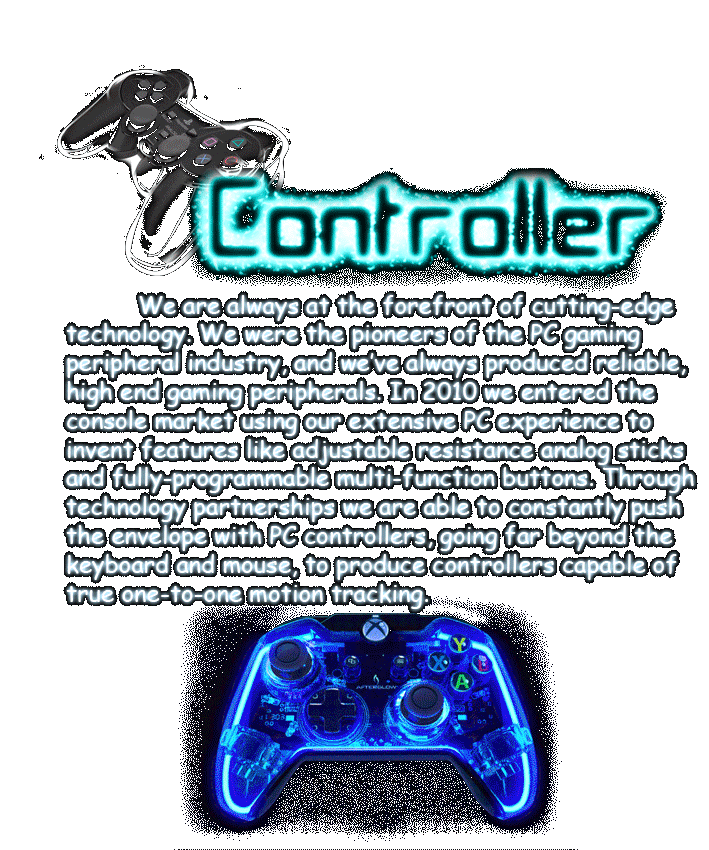 Controller
We are always at the forefront of cutting-edge
technology. We were the pioneers of the PC gaming
peripheral industry, and we've always produced reliable,
high end gaming peripherals. In 2010 we entered the
console market using our extensive PC experience to
invent features like adjustable resistance analog sticks
and fully-programmable multi-function buttons. Through
technology partnerships we are able to constantly push
the envelope with PC controllers, going far beyond the
keyboard and mouse, to produce controllers capable of
true one-to-one motion tracking.
Y
X
B
A
AFTERGLOW